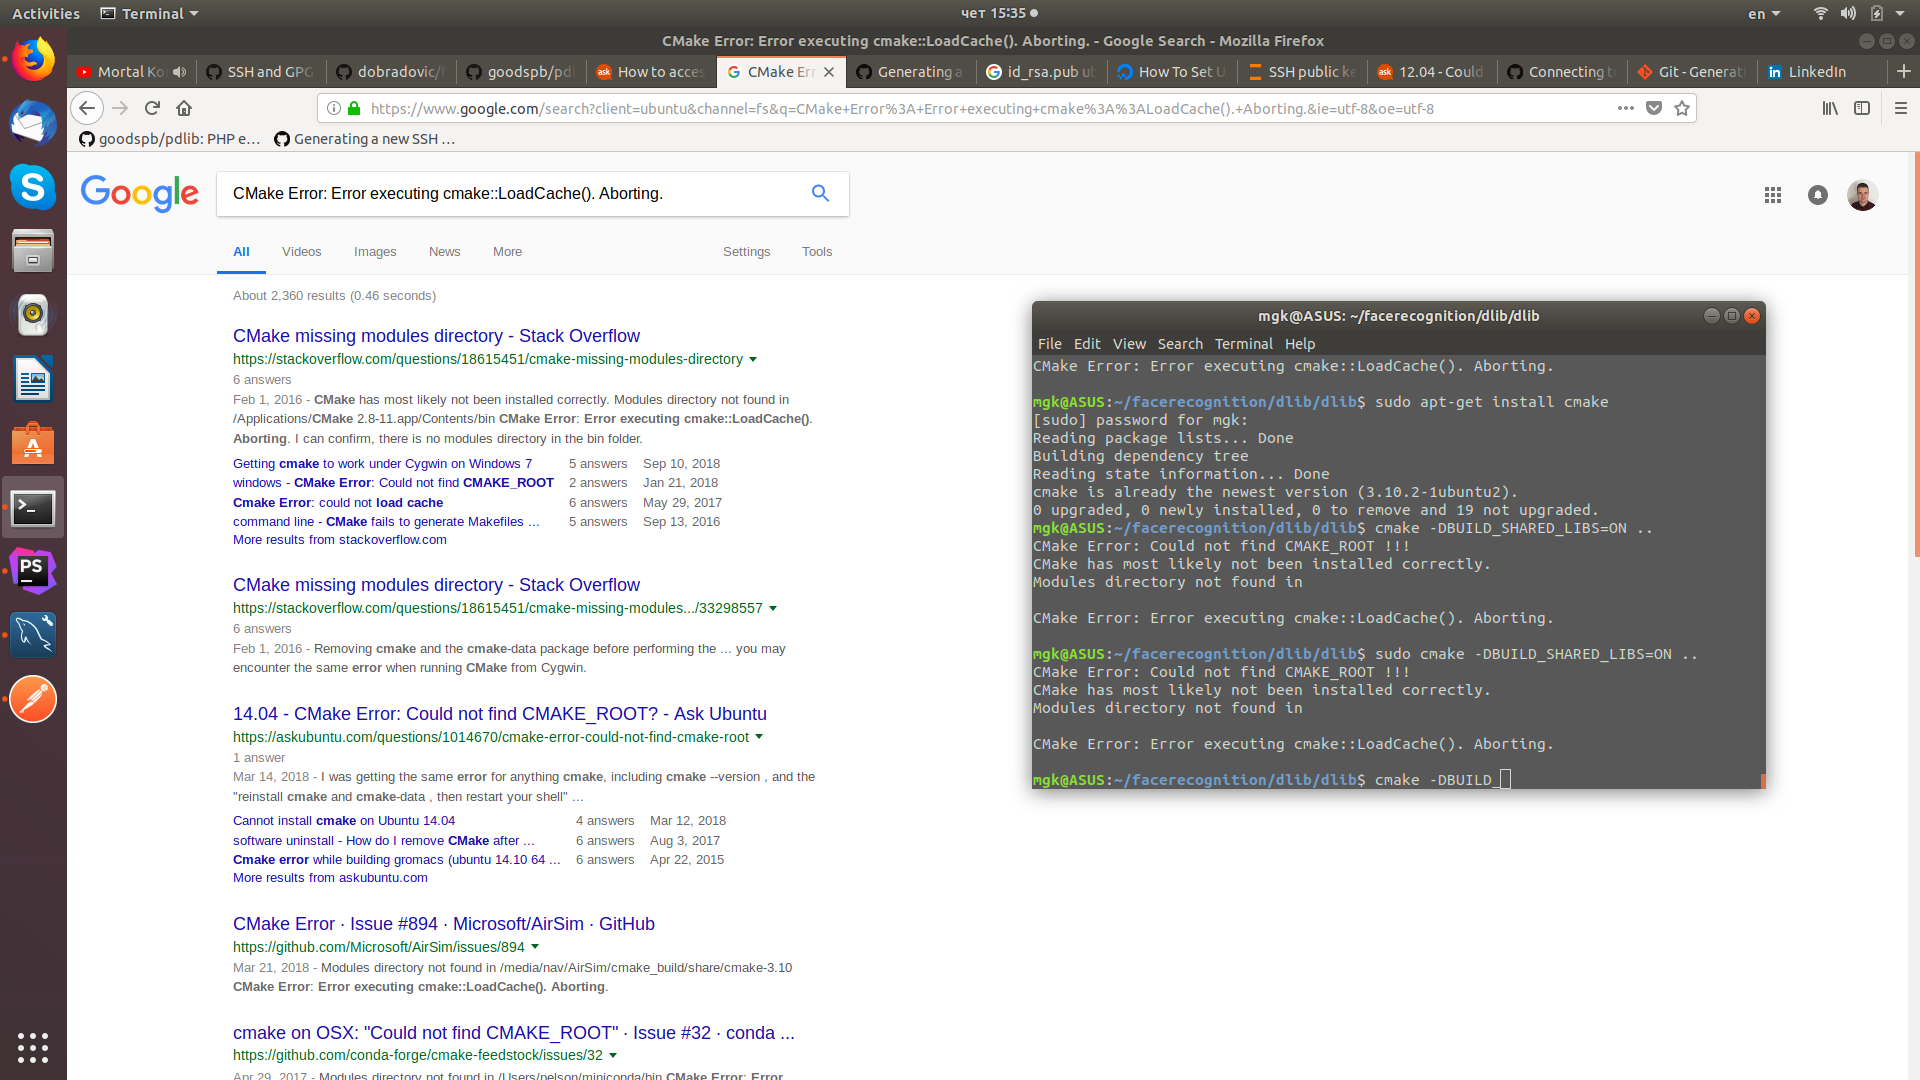 Activities
Terminal
чет 15:35
en
CMake Error: Error executing cmake::LoadCache(). Aborting. - Google Search - Mozilla Firefox
Mortal Ko
SSH and GPG
dobradovic/f
goodspb/pdl
How to acces
CMake Err
Generating a
id_rsa.pub ub
How To Set U
SSH public ke
12.04 - Could
Connecting t
Git - Generati
LinkedIn
https://www.google.com/search?client=ubuntu&channel=fs&q=CMake+Error%3A+Error+executing+cmake%3A%3ALoadCache().+Aborting.&ie=utf-8&oe=utf-8
goodspb/pdlib: PHP e...
Generating a new SSH ...
Google
CMake Error: Error executing cmake::LoadCache(). Aborting.
All
Videos
Images
News
More
Settings
Tools
About 2,360 results (0.46 seconds)
CMake missing modules directory - Stack Overflow
https://stackoverflow.com/questions/18615451/cmake-missing-modules-directory
6 answers
Feb 1, 2016 - CMake has most likely not been installed correctly. Modules directory not found in
/Applications/CMake 2.8-11.app/Contents/bin CMake Error: Error executing cmake::LoadCache().
Aborting. I can confirm, there is no modules directory in the bin folder.
Getting cmake to work under Cygwin on Windows 7 5 answers Sep 10, 2018
windows - CMake Error: Could not find CMAKE_ROOT 2 answers Jan 21, 2018
Cmake Error: could not load cache 6 answers May 29, 2017
command line - CMake fails to generate Makefiles ... 5 answers Sep 13, 2016
More results from stackoverflow.com
CMake missing modules directory - Stack Overflow
https://stackoverflow.com/questions/18615451/cmake-missing-modules.../33298557
6 answers
Feb 1, 2016 - Removing cmake and the cmake-data package before performing the ... you may
encounter the same error when running CMake from Cygwin.
14.04 - CMake Error: Could not find CMAKE_ROOT? - Ask Ubuntu
https://askubuntu.com/questions/1014670/cmake-error-could-not-find-cmake-root
1 answer
Mar 14, 2018 - I was getting the same error for anything cmake, including cmake --version , and the
"reinstall cmake and cmake-data , then restart your shell" ...
Cannot install cmake on Ubuntu 14.04 4 answers Mar 12, 2018
software uninstall - How do I remove CMake after ... 6 answers Aug 3, 2017
Cmake error while building gromacs (ubuntu 14.10 64 ... 6 answers Apr 22, 2015
More results from askubuntu.com
CMake Error · Issue #894 · Microsoft/AirSim · GitHub
https://github.com/Microsoft/AirSim/issues/894
Mar 21, 2018 - Modules directory not found in /media/nav/AirSim/cmake_build/share/cmake-3.10
CMake Error: Error executing cmake::LoadCache(). Aborting.
cmake on OSX: "Could not find CMAKE_ROOT" · Issue #32 · conda ...
https://github.com/conda-forge/cmake-feedstock/issues/32
Apr 29, 2017 - Modules directory not found in /Users/nelson/miniconda/bin CMake Error: Error
mgk@ASUS: ~/facerecognition/dlib/dlib
File Edit View Search Terminal Help
CMake Error: Error executing cmake::LoadCache(). Aborting.
mgk@ASUS:~/facerecognition/dlib/dlib$ sudo apt-get install cmake
[sudo] password for mgk:
Reading package lists... Done
Building dependency tree
Reading state information... Done
cmake is already the newest version (3.10.2-1ubuntu2).
0 upgraded, 0 newly installed, 0 to remove and 19 not upgraded.
mgk@ASUS:~/facerecognition/dlib/dlib$ cmake -DBUILD_SHARED_LIBS=ON ..
CMake Error: Could not find CMAKE_ROOT !!!
CMake has most likely not been installed correctly.
Modules directory not found in
CMake Error: Error executing cmake::LoadCache(). Aborting.
mgk@ASUS:~/facerecognition/dlib/dlib$ sudo cmake -DBUILD_SHARED_LIBS=ON ..
CMake Error: Could not find CMAKE_ROOT !!!
CMake has most likely not been installed correctly.
Modules directory not found in
CMake Error: Error executing cmake::LoadCache(). Aborting.
mgk@ASUS:~/facerecognition/dlib/dlib$ cmake -DBUILD_